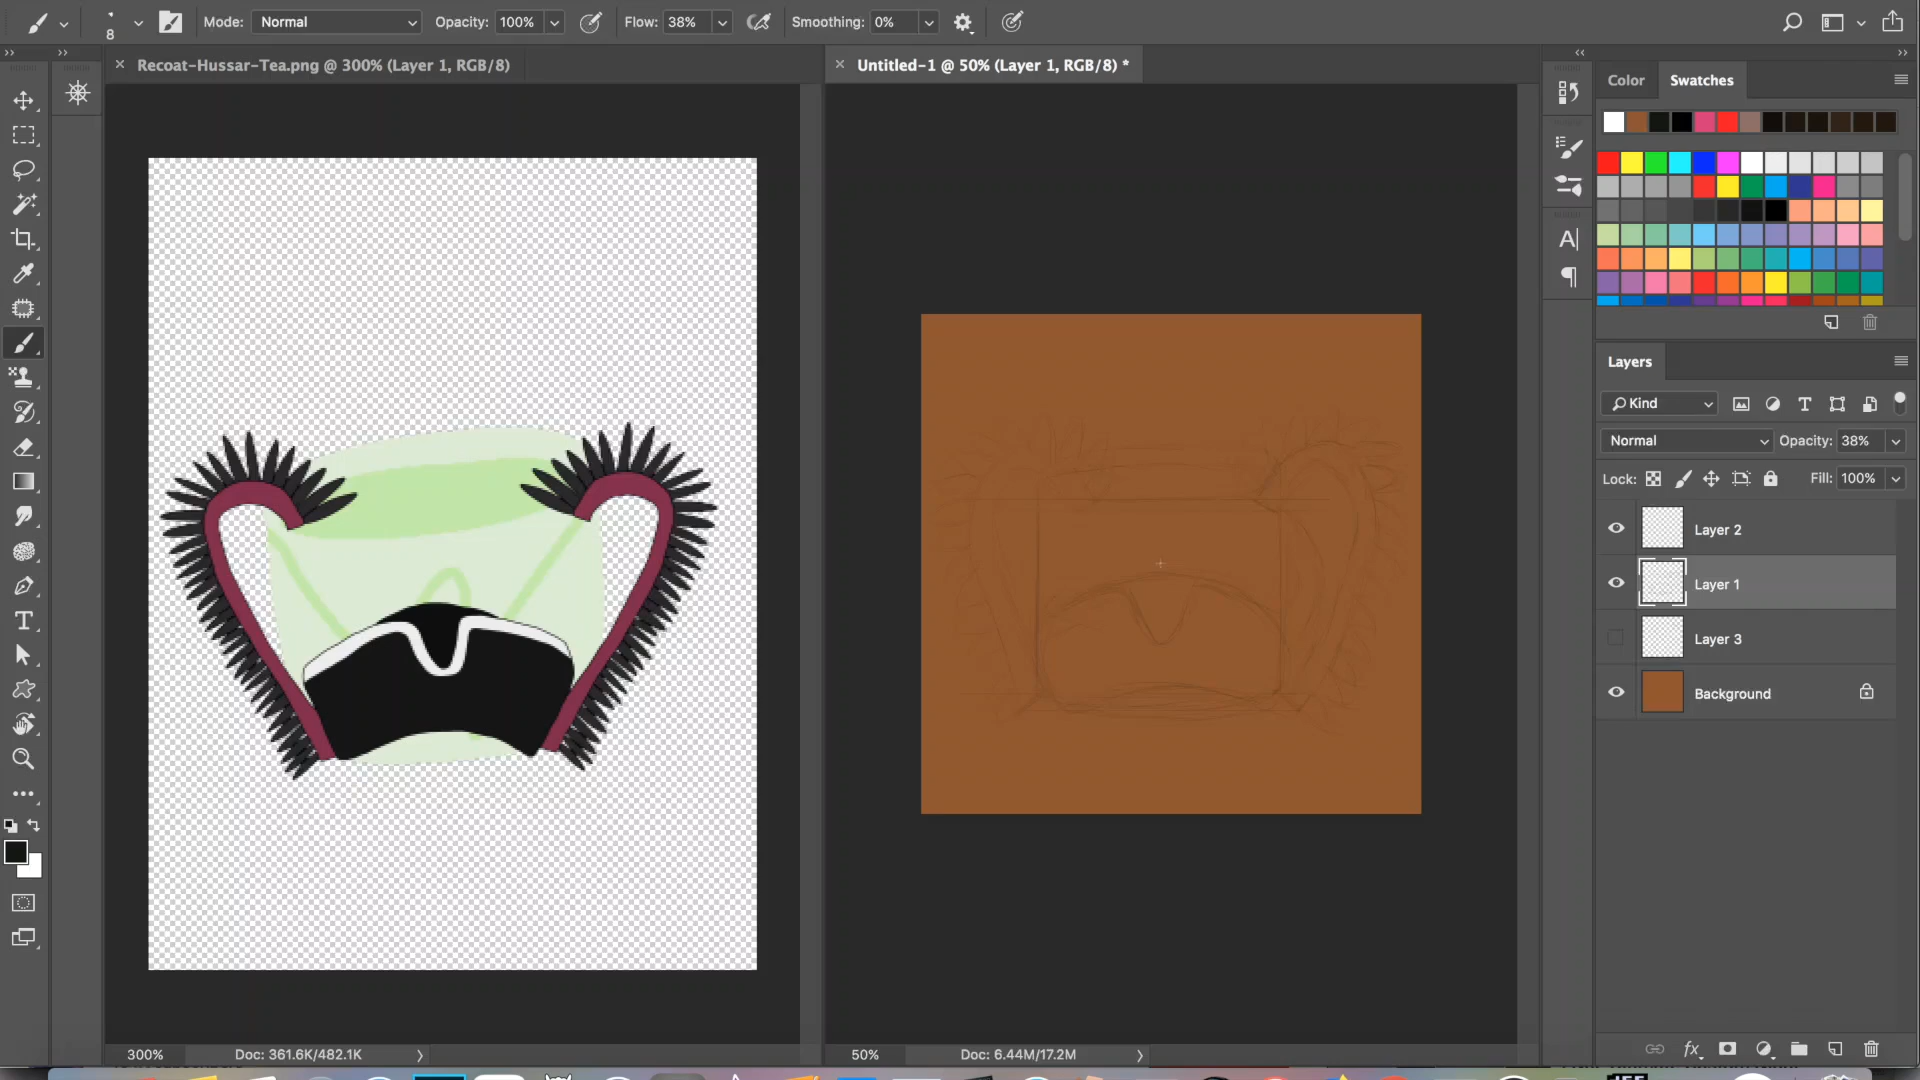 8
Mode: Normal
Opacity: 100%
Flow: 38%
Smoothing: 0%
Recoat-Hussar-Tea.png @ 300% (Layer 1, RGB/8)
Untitled-1 @ 50% (Layer 1, RGB/8) *
Color
Swatches
Layers
Kind
Normal
Opacity: 38%
Lock:
Fill: 100%
Layer 2
Layer 1
Layer 3
Background
300%
Doc: 361.6K/482.1K
50%
Doc: 6.44M/17.2M
fx